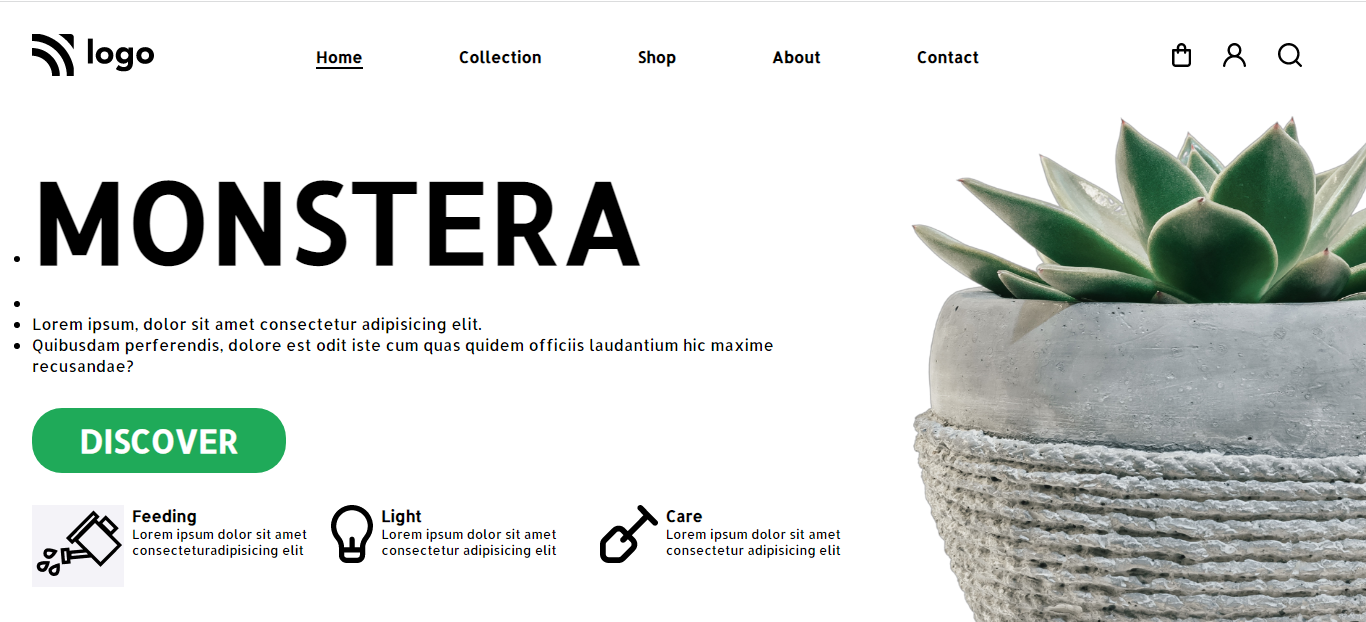 logo
Home Collection Shop About Contact
MONSTERA
Lorem ipsum, dolor sit amet consectetur adipisicing elit.
Quibusdam perferendis, dolore est odit iste cum quas quidem officiis laudantium hic maxime
recusandae?
DISCOVER
Feeding
Lorem ipsum dolor sit amet
consecteturadipisicing elit
Light
Lorem ipsum dolor sit amet
consectetur adipisicing elit
Care
Lorem ipsum dolor sit amet
consectetur adipisicing elit